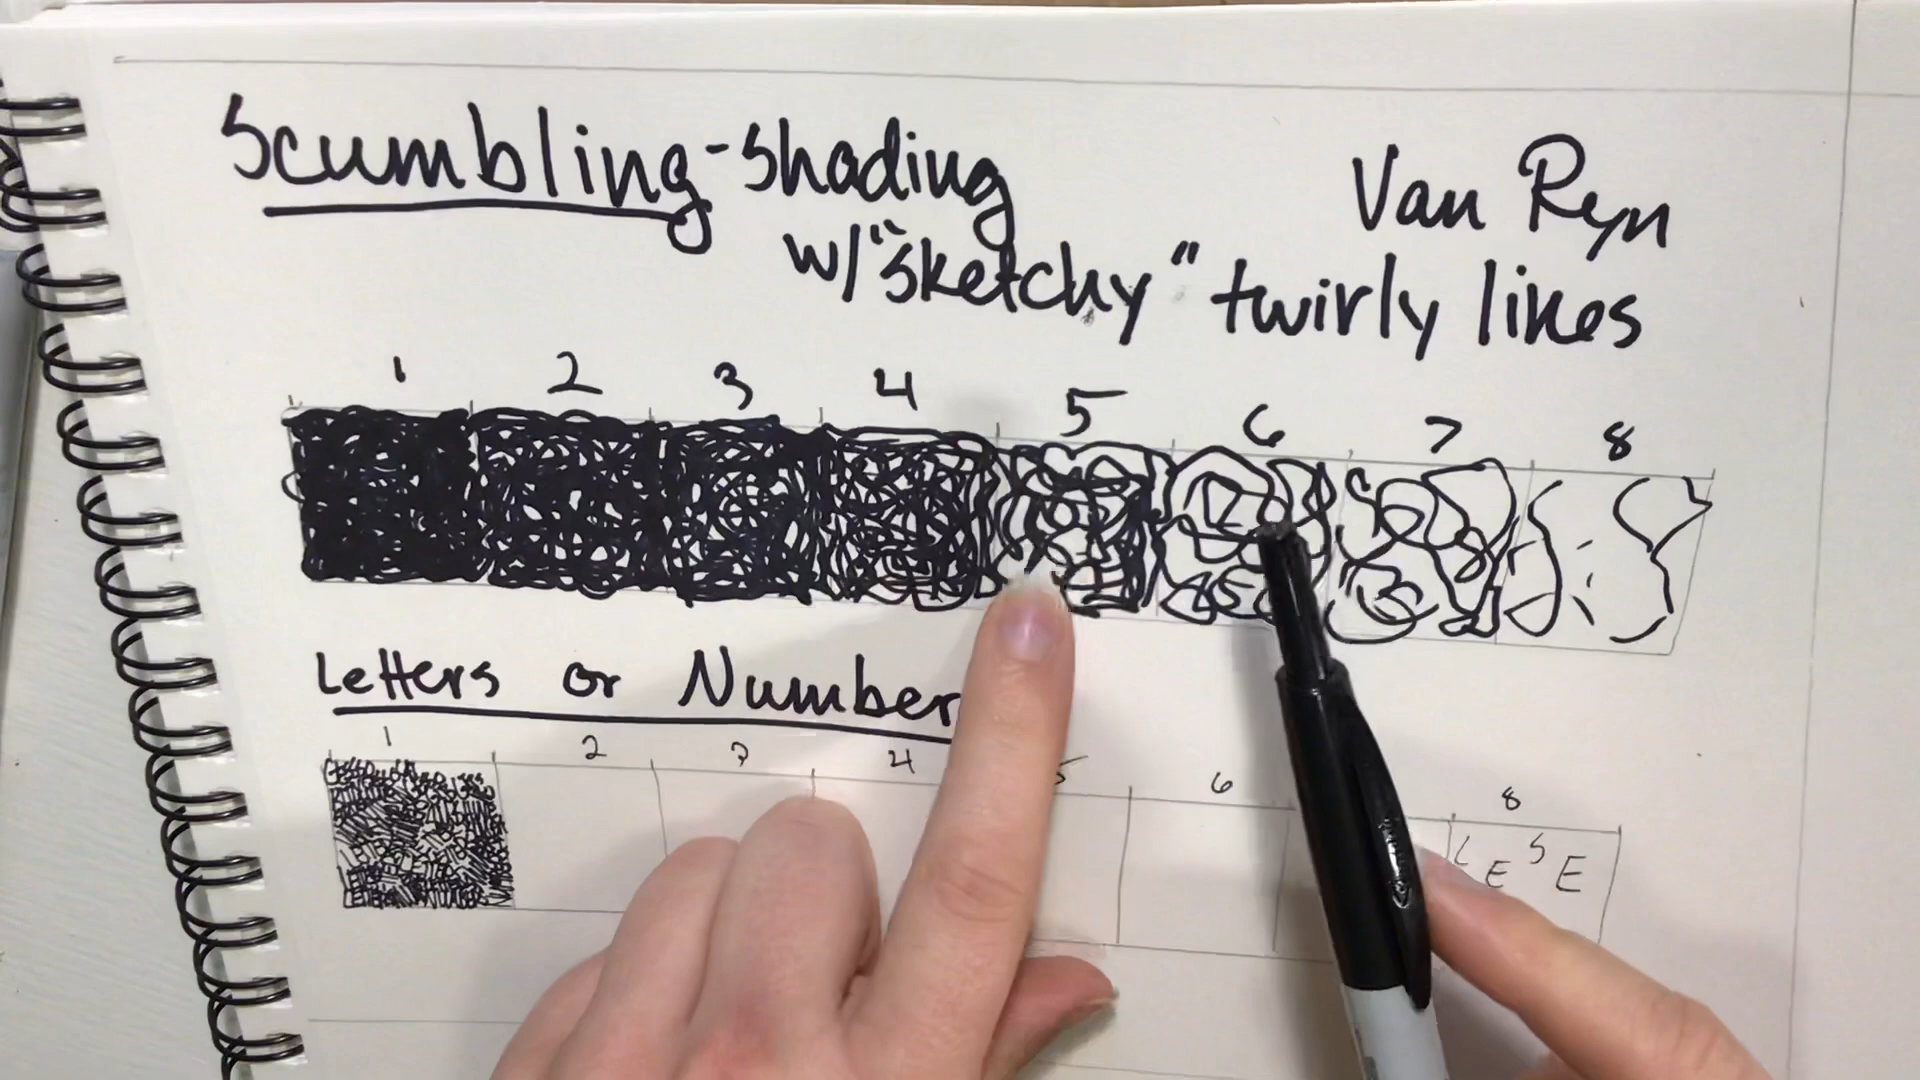 Scumbling-Shading
Van Ryn
w/"Sketchy" twirly lines
1 2 3 4 5 6 7 8
Letters or Number
1 2 3 4 5 6 8
L E S E